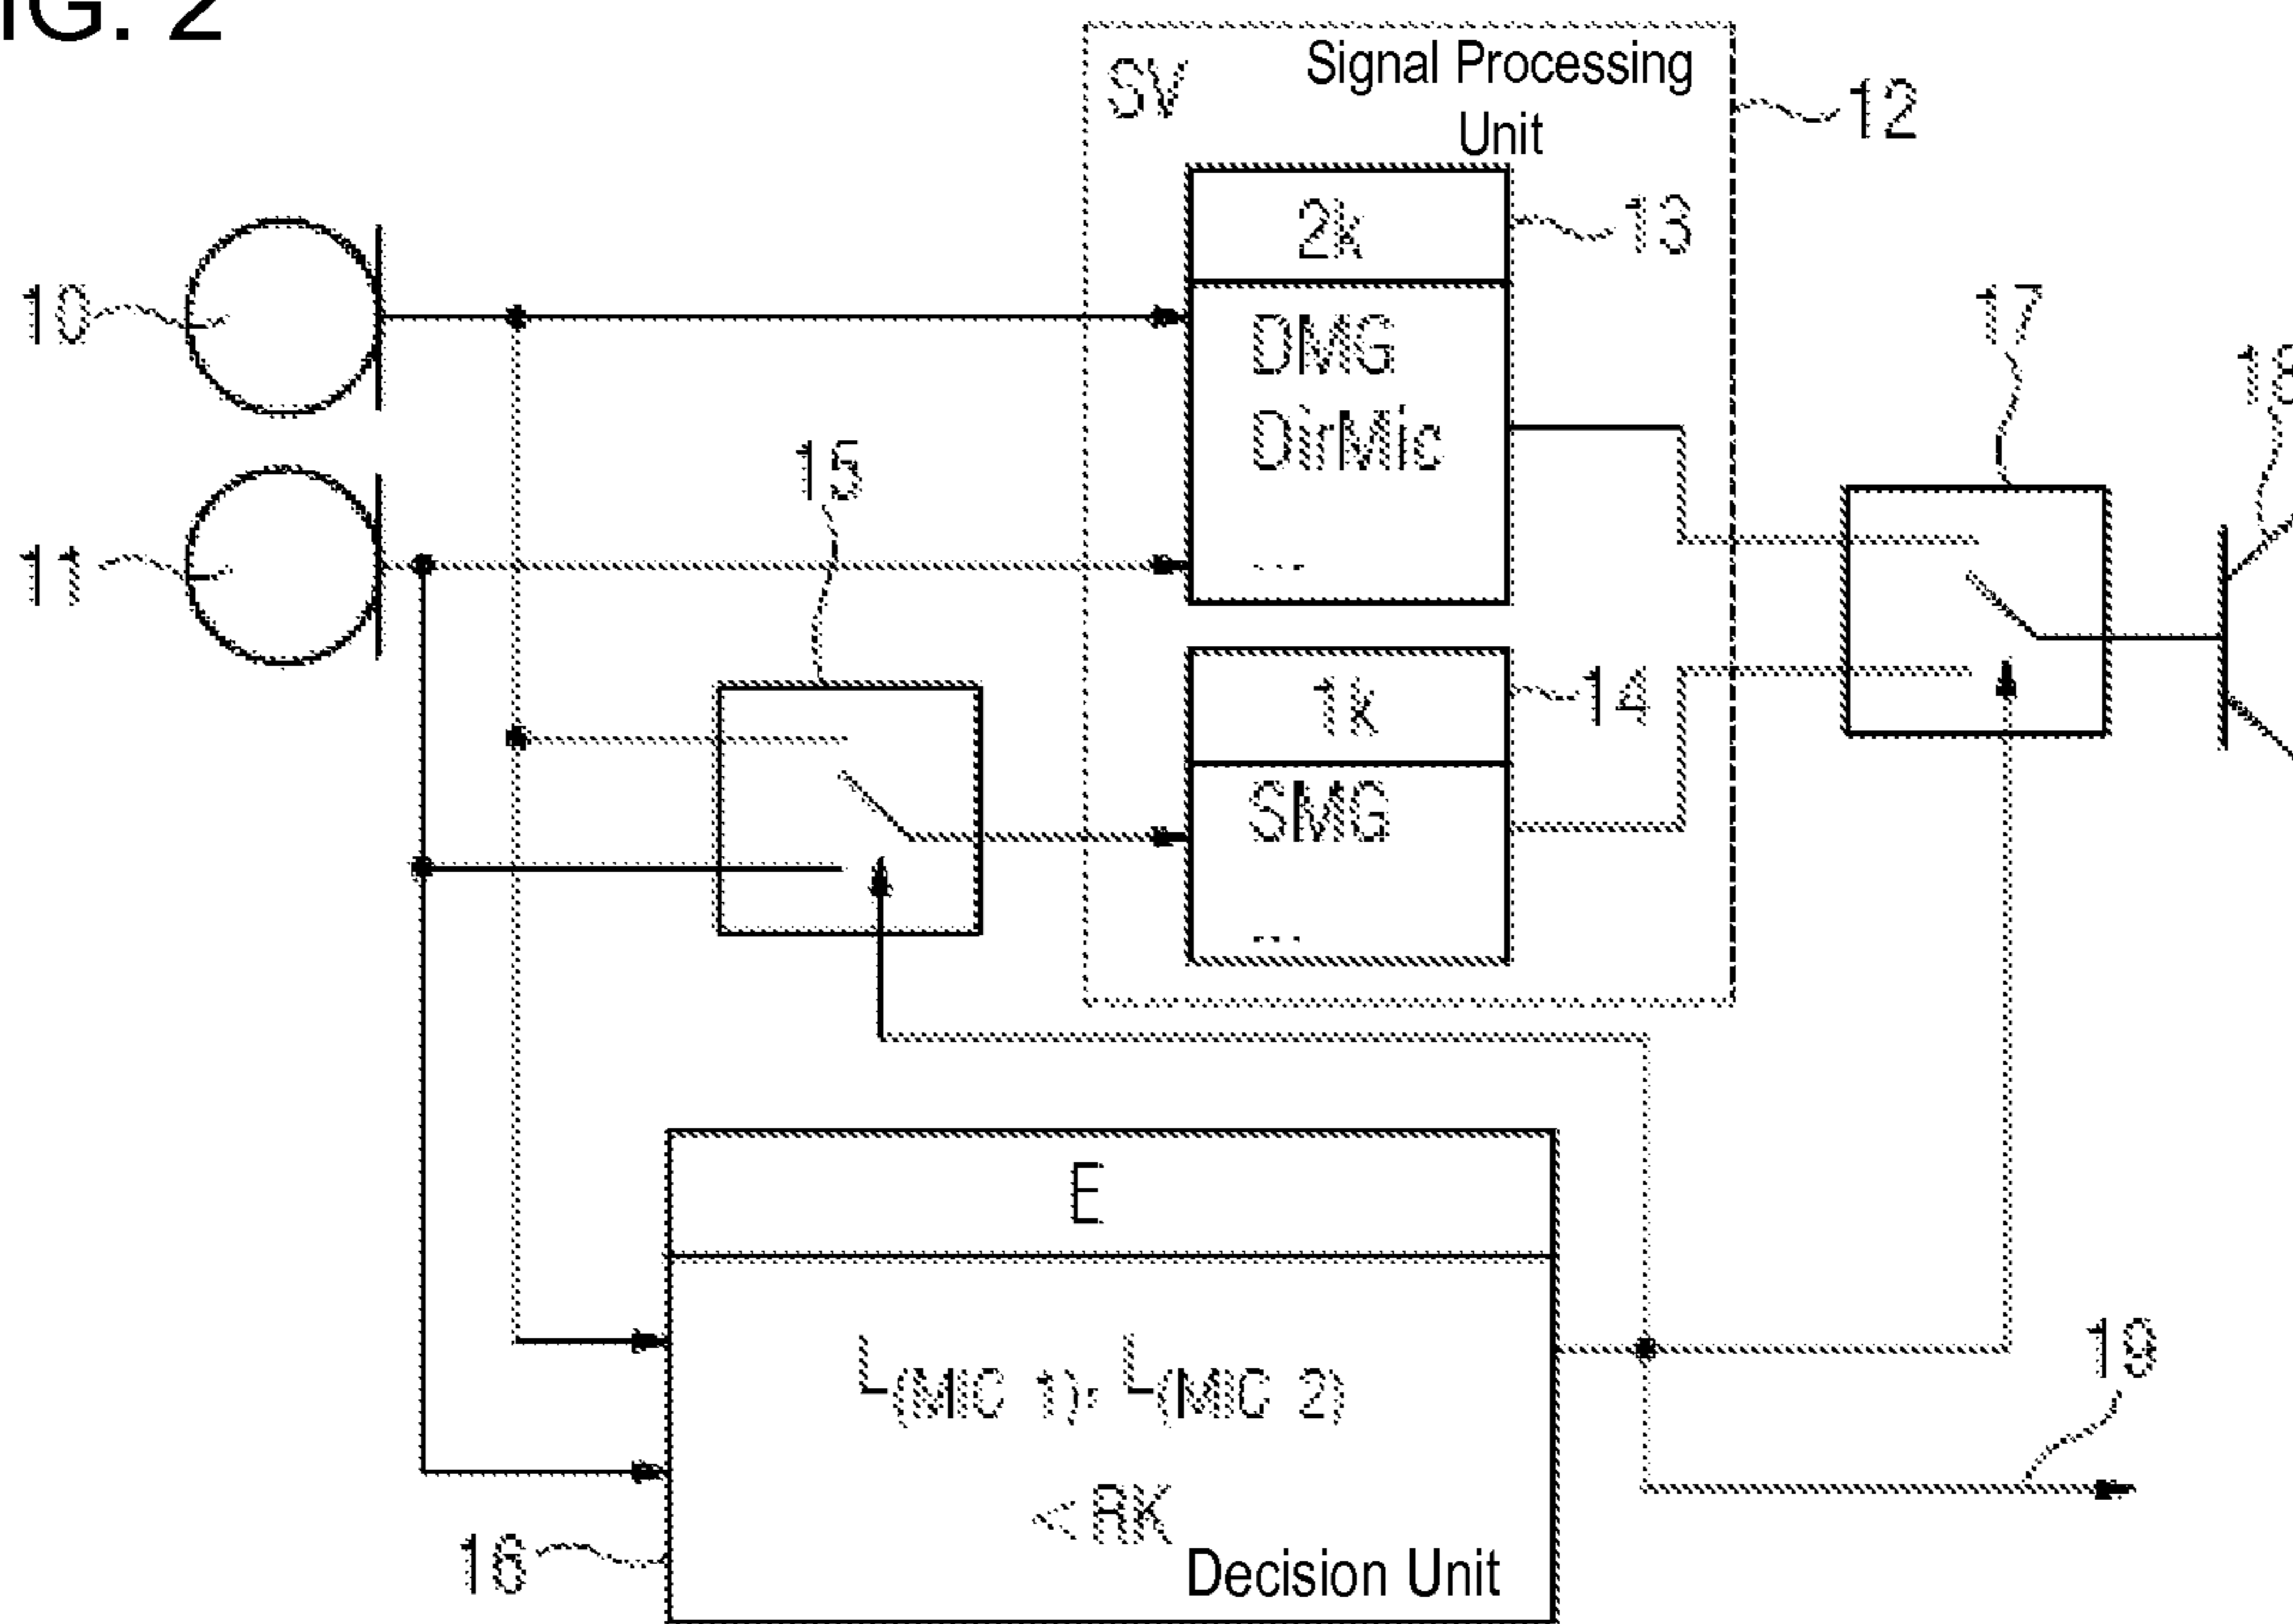 IG. 2
SV
Signal Processing
Unit
12
2k
13
10
DMG
17
18
DirMic
15
11
...
1k
14
SMG
...
E
L(MIC 1), L(MIC 2)
19
< RK
16
Decision Unit